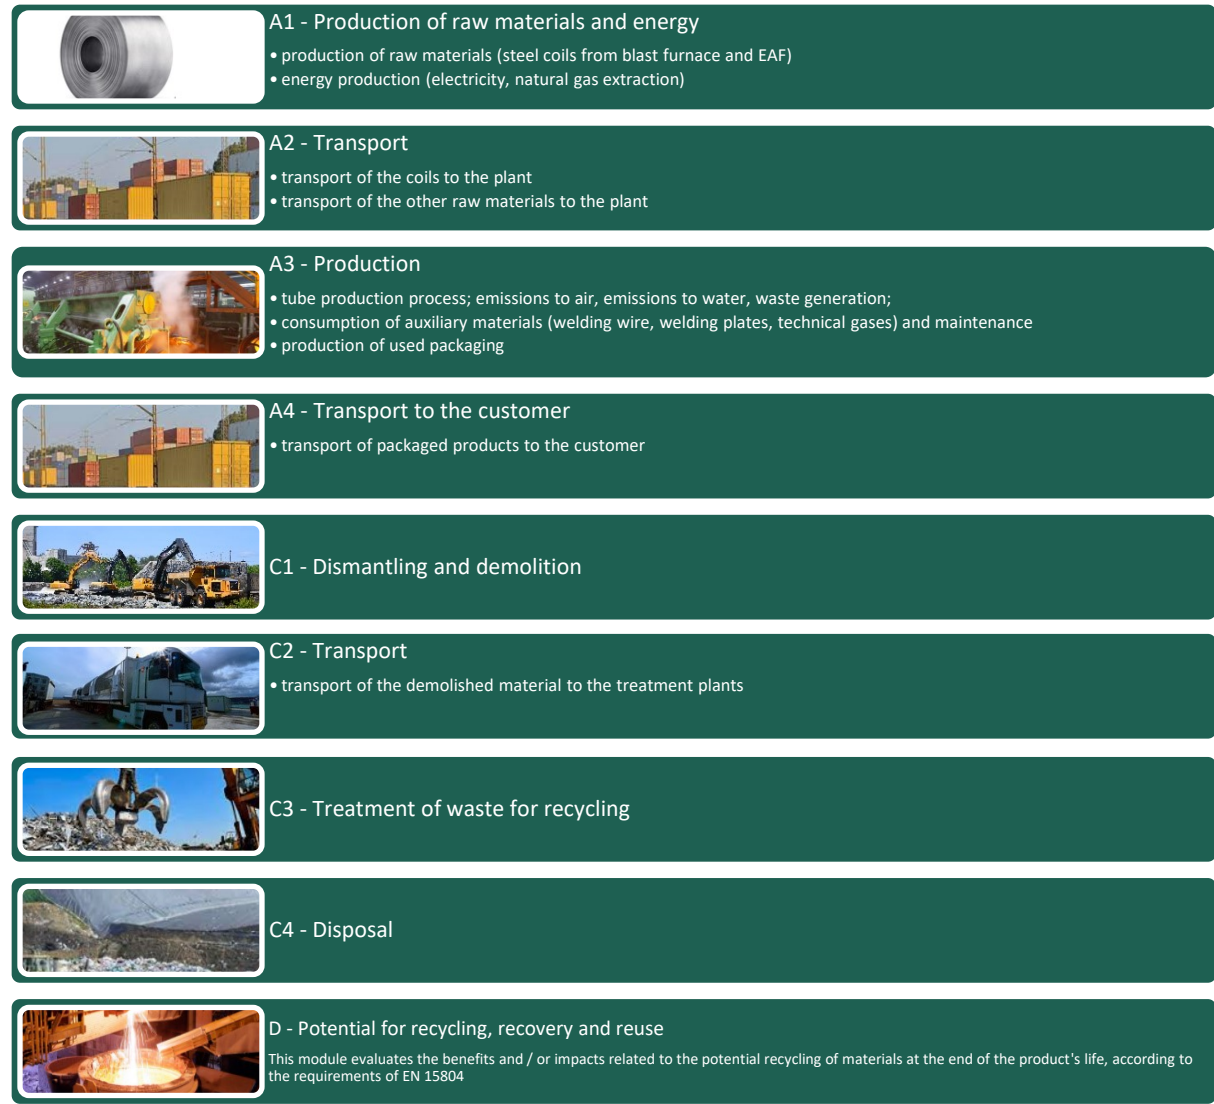 A1 - Production of raw materials and energy
• production of raw materials (steel coils from blast furnace and EAF)
• energy production (electricity, natural gas extraction)
A2 - Transport
• transport of the coils to the plant
• transport of the other raw materials to the plant
A3 - Production
• tube production process; emissions to air, emissions to water, waste generation;
• consumption of auxiliary materials (welding wire, welding plates, technical gases) and maintenance
• production of used packaging
A4 - Transport to the customer
• transport of packaged products to the customer
C1 - Dismantling and demolition
C2 - Transport
• transport of the demolished material to the treatment plants
C3 - Treatment of waste for recycling
C4 - Disposal
D - Potential for recycling, recovery and reuse
This module evaluates the benefits and / or impacts related to the potential recycling of materials at the end of the product's life, according to
the requirements of EN 15804